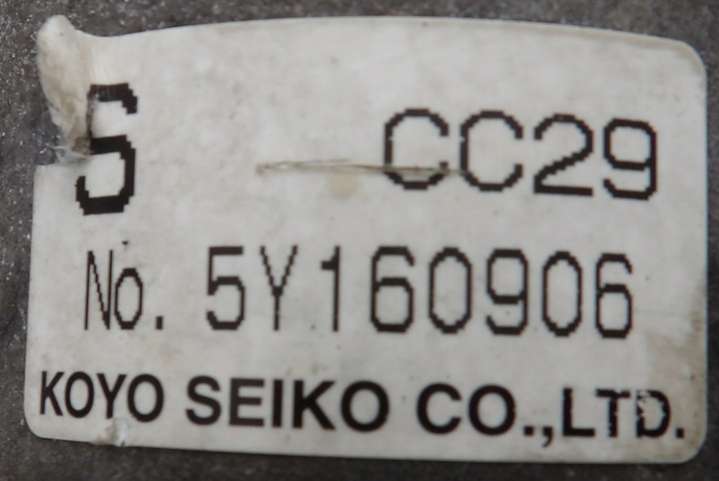 S CC29
No. 5Y160906
KOYO SEIKO CO.,LTD.